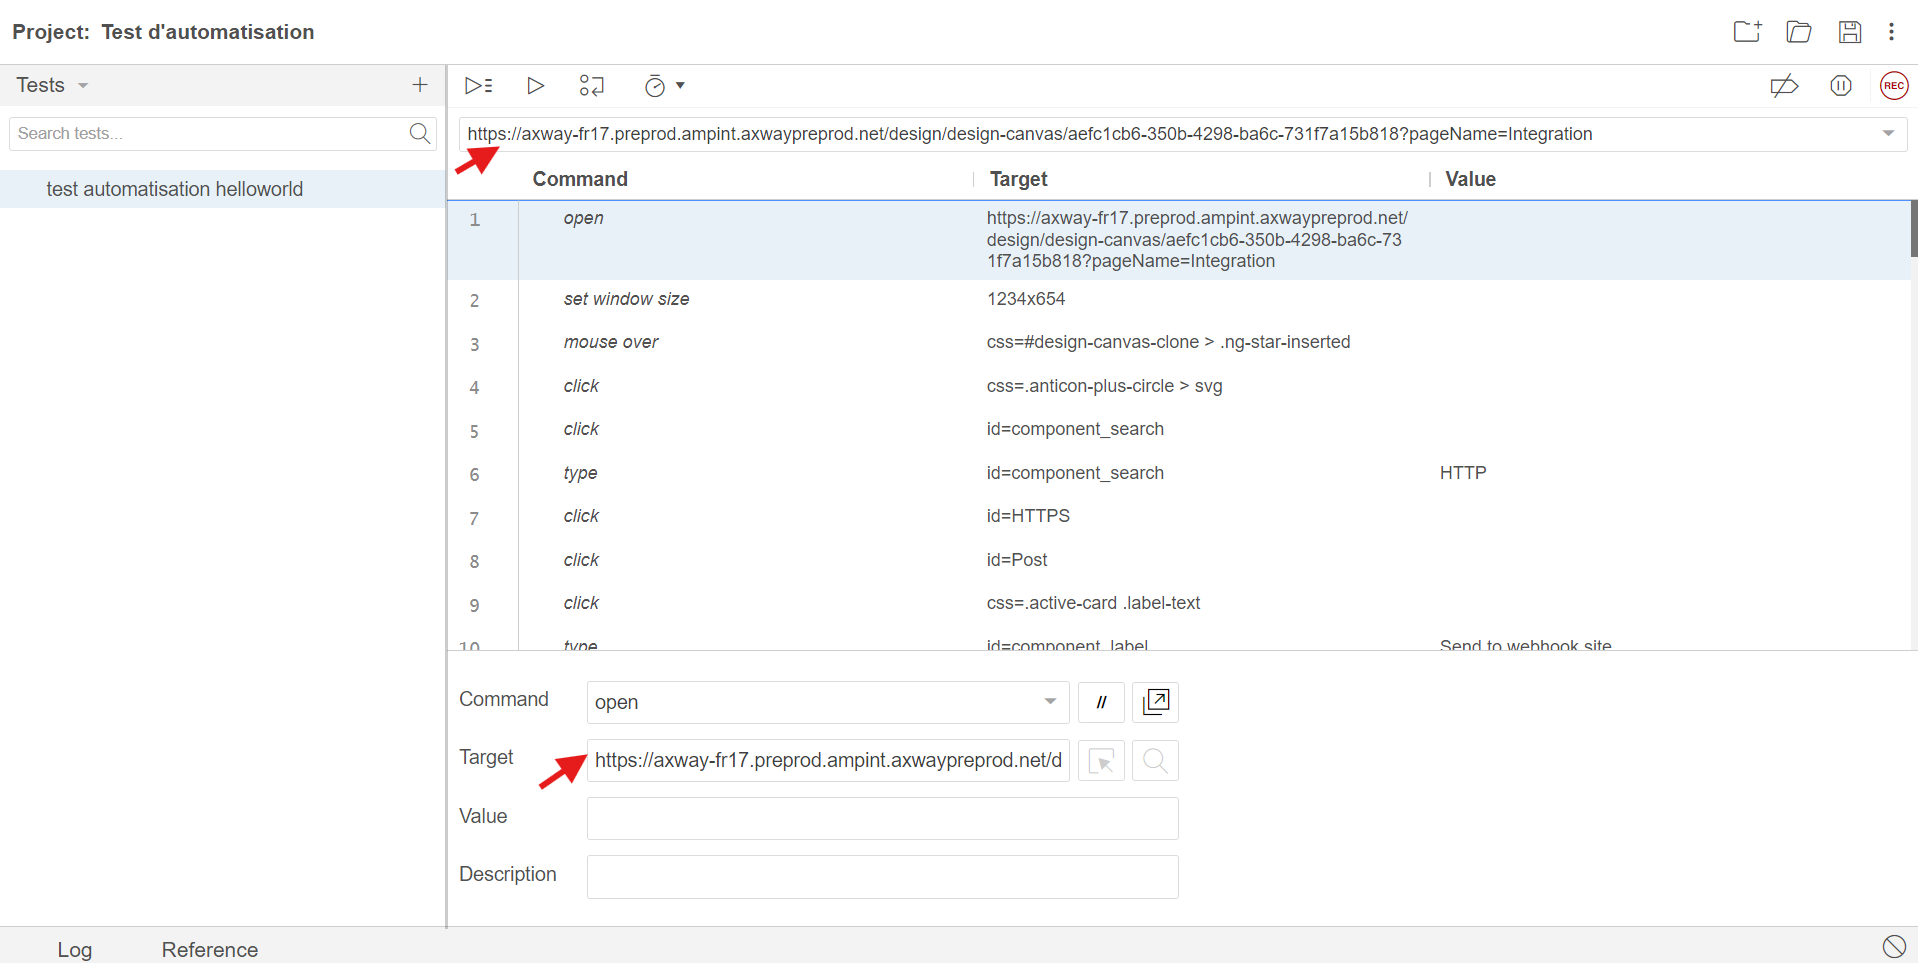 Project: Test d'automatisation
Tests
Search tests...
test automatisation helloworld
REC
https://axway-fr17.preprod.ampint.axwaypreprod.net/design/design-canvas/aefc1cb6-350b-4298-ba6c-731f7a15b818?pageName=Integration
Command Target Value
1 open https://axway-fr17.preprod.ampint.axwaypreprod.net/
design/design-canvas/aefc1cb6-350b-4298-ba6c-73
1f7a15b818?pageName=Integration
2 set window size 1234x654
3 mouse over css=#design-canvas-clone > .ng-star-inserted
4 click css=.anticon-plus-circle > svg
5 click id=component_search
6 type id=component_search HTTP
7 click id=HTTPS
8 click id=Post
9 click css=.active-card .label-text
10 type id=component_label Send to webhook site
Command open //
Target https://axway-fr17.preprod.ampint.axwaypreprod.net/d
Value
Description
Log Reference